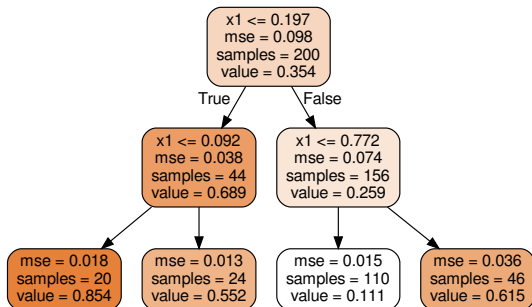 x1 <= 0.197
mse = 0.098
samples = 200
value = 0.354
True
False
x1 <= 0.092
mse = 0.038
samples = 44
value = 0.689
x1 <= 0.772
mse = 0.074
samples = 156
value = 0.259
mse = 0.018
samples = 20
value = 0.854
mse = 0.013
samples = 24
value = 0.552
mse = 0.015
samples = 110
value = 0.111
mse = 0.036
samples = 46
value = 0.615